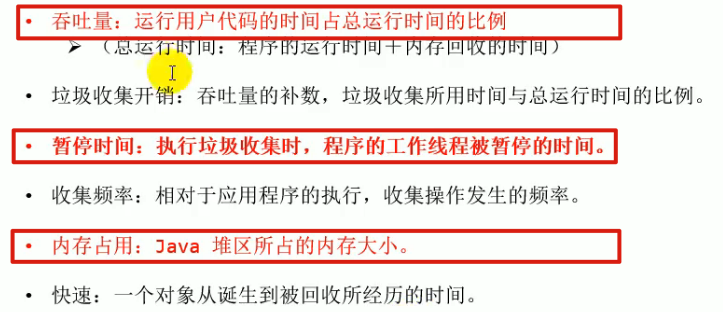 • 吞吐量：运行用户代码的时间占总运行时间的比例
➢ （总运行时间：程序的运行时间＋内存回收的时间）
• 垃圾收集开销：吞吐量的补数，垃圾收集所用时间与总运行时间的比例。
• 暂停时间：执行垃圾收集时，程序的工作线程被暂停的时间。
• 收集频率：相对于应用程序的执行，收集操作发生的频率。
• 内存占用：Java 堆区所占的内存大小。
• 快速：一个对象从诞生到被回收所经历的时间。